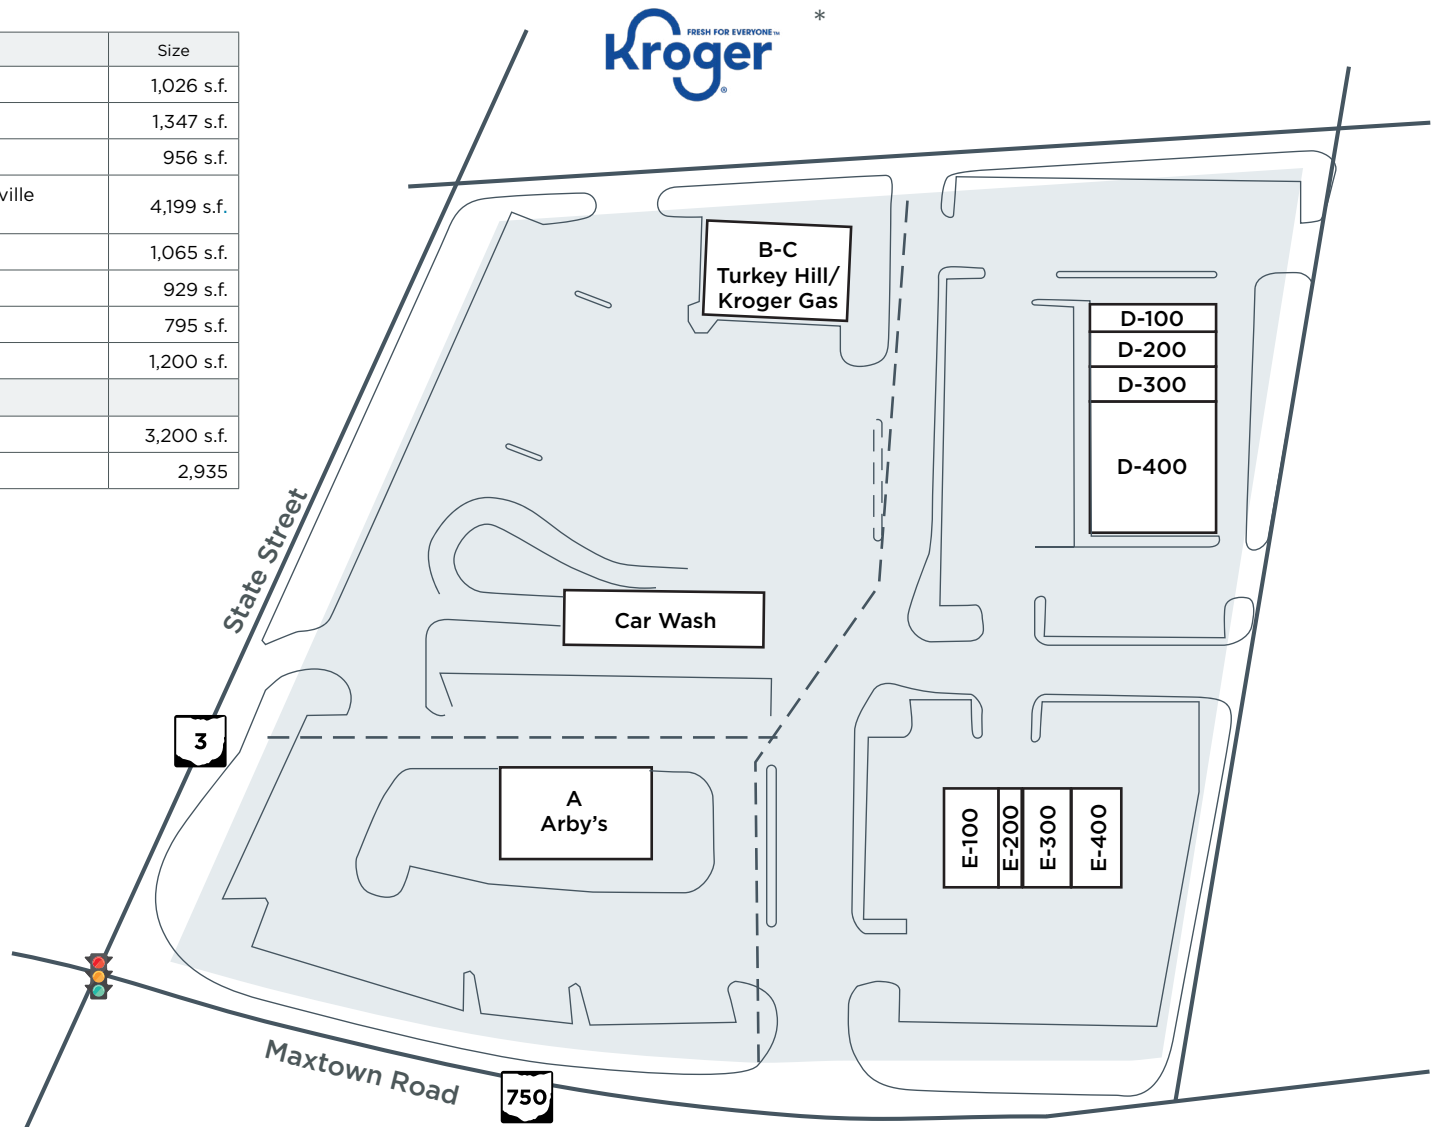 FRESH FOR EVERYONE™
Kroger®
*
Size
1,026 s.f.
1,347 s.f.
956 s.f.
ville
4,199 s.f.
1,065 s.f.
929 s.f.
795 s.f.
1,200 s.f.
3,200 s.f.
2,935
B-C
Turkey Hill/
Kroger Gas
D-100
D-200
D-300
D-400
State Street
Car Wash
3
A
Arby's
E-100
E-200
E-300
E-400
Maxtown Road
750